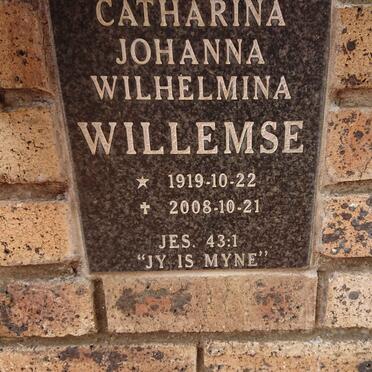 CATHARINA
JOHANNA
WILHELMINA
WILLEMSE
★ 1919-10-22
✝ 2008-10-21
JES. 43:1
"JY IS MYNE"